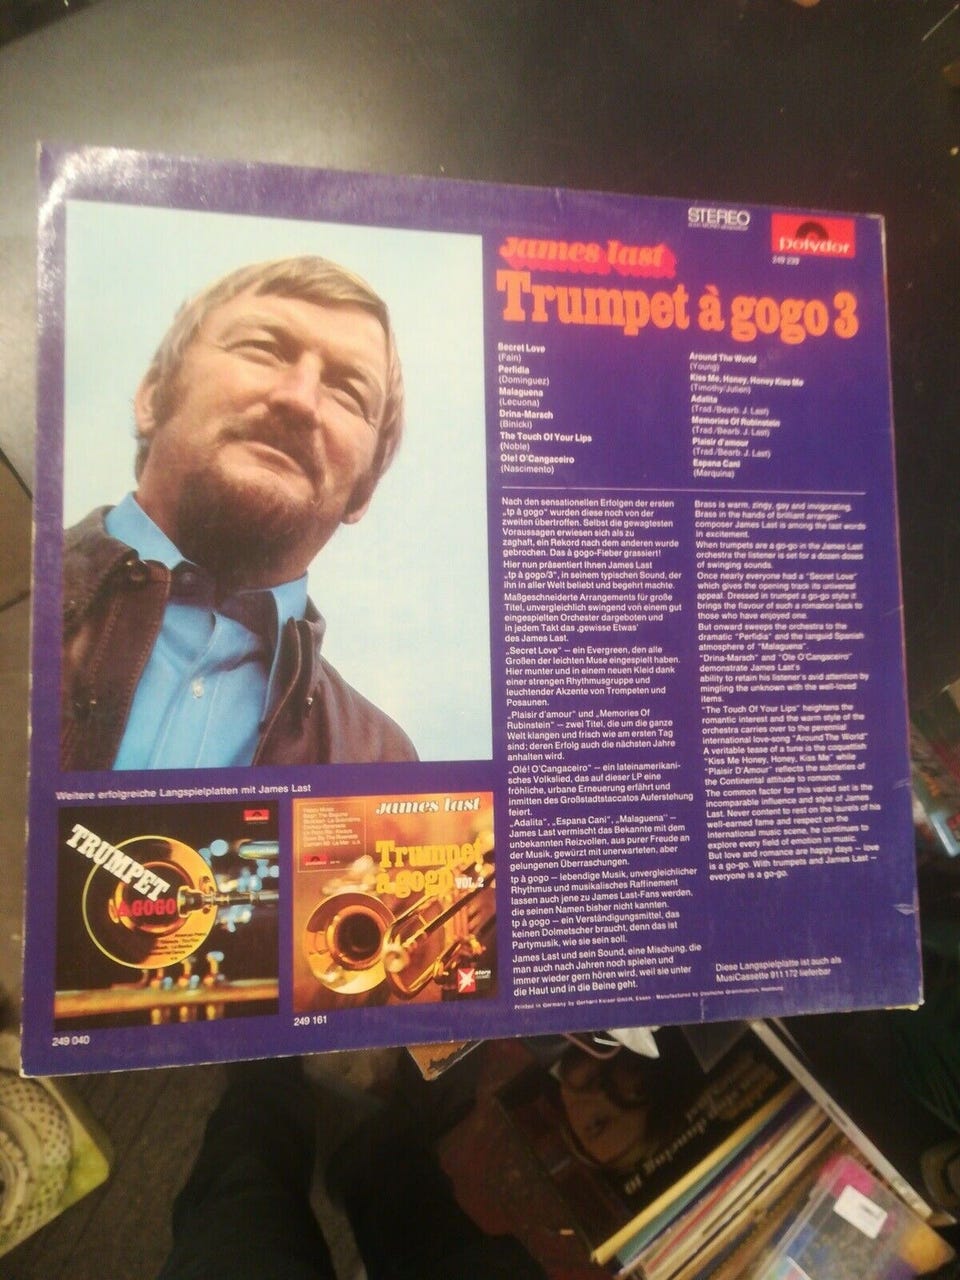 STEREO
polydor
249 239
james last
Trumpet à gogo 3
Secret Love
(Fain)
Perfidia
(Dominguez)
Malaguena
(Lecuona)
Drina-Marsch
(Binicki)
The Touch Of Your Lips
(Noble)
Ole! O'Cangaceiro
(Nascimento)
Around The World
(Young)
Kiss Me, Honey, Honey Kiss Me
(Timothy/Julien)
Adalita
(Trad./Bearb. J. Last)
Memories Of Rubinstein
(Trad./Bearb. J. Last)
Plaisir d'amour
(Trad./Bearb. J. Last)
Espana Cani
(Marquina)
Nach den sensationellen Erfolgen der ersten
„tp à gogo" wurden diese noch von der
zweiten übertroffen. Selbst die gewagtesten
Voraussagen erwiesen sich als zu
zaghaft, ein Rekord nach dem anderen wurde
gebrochen. Das à gogo-Fieber grassiert!
Hier nun präsentiert Ihnen James Last
„tp à gogo/3", in seinem typischen Sound, der
ihn in aller Welt beliebt und begehrt machte.
Maßgeschneiderte Arrangements für große
Titel, unvergleichlich swingend von einem gut
eingespielten Orchester dargeboten und
in jedem Takt das ‚gewisse Etwas'
des James Last.
„Secret Love" — ein Evergreen, den alle
Großen der leichten Muse eingespielt haben.
Hier munter und in einem neuen Kleid dank
einer strengen Rhythmusgruppe und
leuchtender Akzente von Trompeten und
Posaunen.
„Plaisir d'amour" und „Memories Of
Rubinstein" — zwei Titel, die um die ganze
Welt klangen und frisch wie am ersten Tag
sind; deren Erfolg auch die nächsten Jahre
anhalten wird.
„Olé! O'Cangaceiro" — ein lateinamerikani-
sches Volkslied, das auf dieser LP eine
fröhliche, urbane Erneuerung erfährt und
inmitten des Großstadtstaccatos Auferstehung
feiert.
„Adalita", „Espana Cani", „Malaguena" —
James Last vermischt das Bekannte mit dem
unbekannten Reizvollen, aus purer Freude an
der Musik, gewürzt mit unerwarteten, aber
gelungenen Überraschungen.
tp à gogo — lebendige Musik, unvergleichlicher
Rhythmus und musikalisches Raffinement
lassen auch jene zu James Last-Fans werden,
die seinen Namen bisher nicht kannten.
tp à gogo — ein Verständigungsmittel, das
keinen Dolmetscher braucht, denn das ist
Partymusik, wie sie sein soll.
James Last und sein Sound, eine Mischung, die
man auch nach Jahren noch spielen und
immer wieder gern hören wird, weil sie unter
die Haut und in die Beine geht.
Brass is warm, zingy, gay and invigorating.
Brass in the hands of brilliant arranger-
composer James Last is among the last words
in excitement.
When trumpets are a go-go in the James Last
orchestra the listener is set for a dozen doses
of swinging sounds.
Once nearly everyone had a "Secret Love"
which gives the opening track its universal
appeal. Dressed in trumpet a go-go style it
brings the flavour of such a romance back to
those who have enjoyed one.
But onward sweeps the orchestra to the
dramatic "Perfidia" and the languid Spanish
atmosphere of "Malaguena".
"Drina-Marsch" and "Ole O'Cangaceiro"
demonstrate James Last's
ability to retain his listener's avid attention by
mingling the unknown with the well-loved
items.
"The Touch Of Your Lips" heightens the
romantic interest and the warm style of the
orchestra carries over to the perennial
international love-song "Around The World"
A veritable tease of a tune is the coquettish
"Kiss Me Honey, Honey, Kiss Me" while
"Plaisir D'Amour" reflects the subtleties of
the Continental attitude to romance.
The common factor for this varied set is the
incomparable influence and style of James
Last. Never content to rest on the laurels of his
well-earned fame and respect on the
international music scene, he continues to
explore every field of emotion in music.
But love and romance are happy days — love
is a go-go. With trumpets and James Last —
everyone is a go-go.
Diese Langspielplatte ist auch als
MusiCassette 911 172 lieferbar
Printed in Germany by Gerhard Kaiser GmbH, Essen · Manufactured by Deutsche Grammophon, Hamburg
Weitere erfolgreiche Langspielplatten mit James Last
TRUMPET
A GOGO
249 040
james last
Trumpet
à gogo VOL. 2
stern
249 161